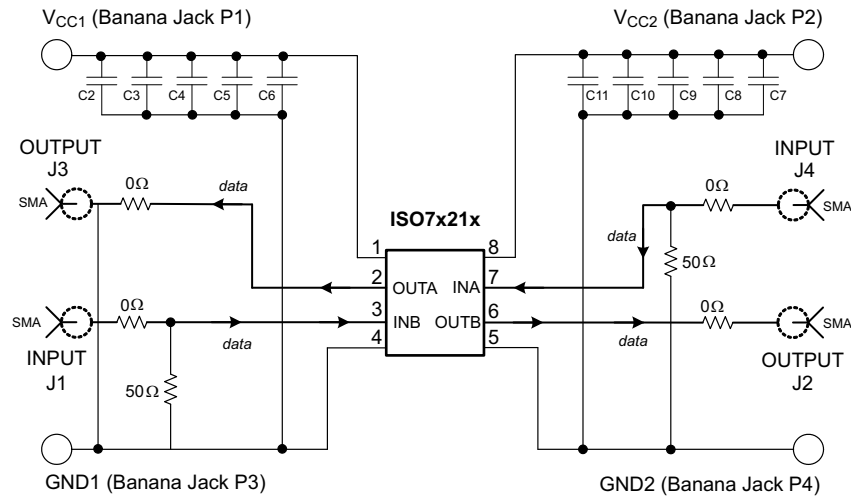 VCC1 (Banana Jack P1)
VCC2 (Banana Jack P2)
C2 C3 C4 C5 C6
C11 C10 C9 C8 C7
OUTPUT
J3
INPUT
J4
SMA
0Ω
data
ISO7x21x
data
0Ω
SMA
50Ω
1 8
2 OUTA INA 7
3 INB OUTB 6
4 5
SMA
0Ω
data
data
0Ω
SMA
INPUT
J1
50Ω
OUTPUT
J2
GND1 (Banana Jack P3)
GND2 (Banana Jack P4)